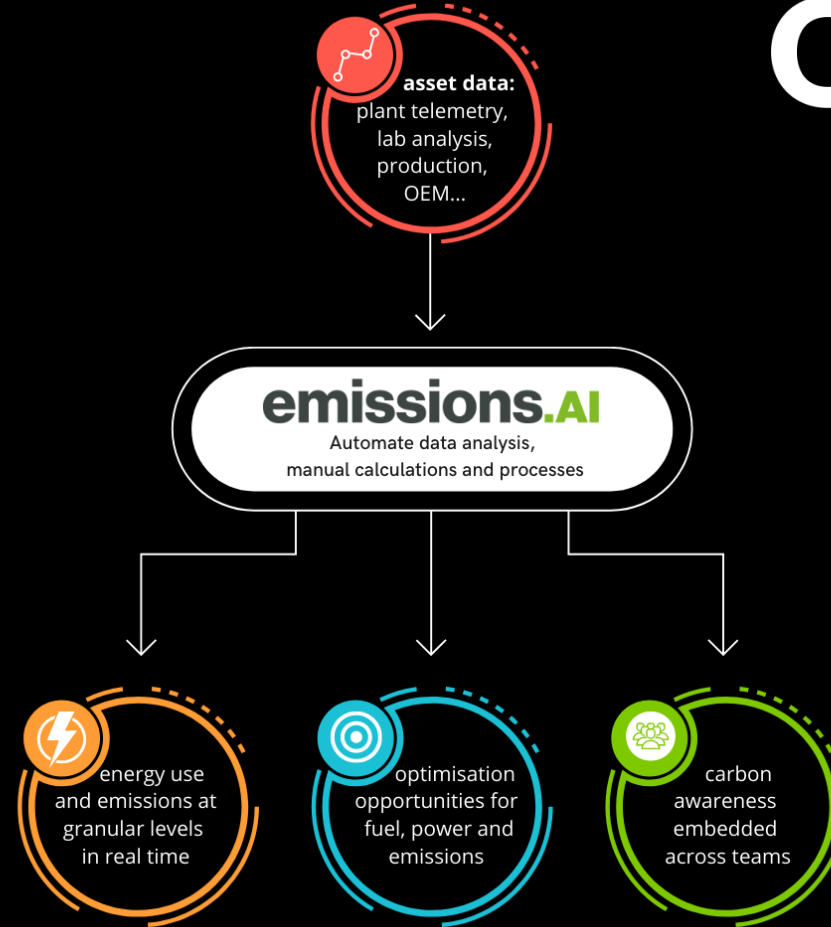 asset data:
plant telemetry,
lab analysis,
production,
OEM...
emissions.AI
Automate data analysis,
manual calculations and processes
energy use
and emissions at
granular levels
in real time
optimisation
opportunities for
fuel, power and
emissions
carbon
awareness
embedded
across teams